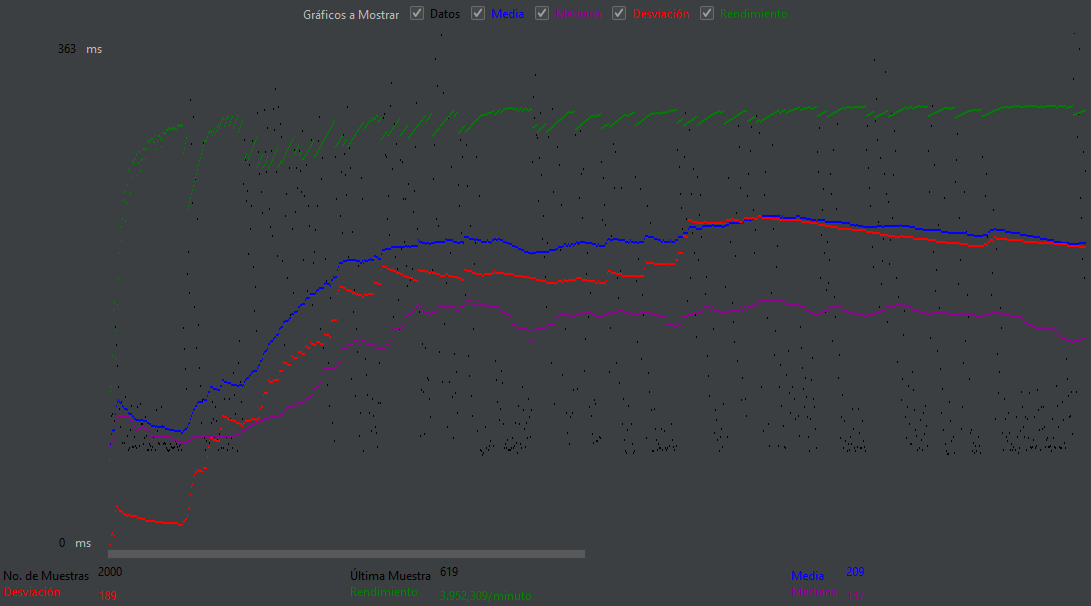 Gráficos a Mostrar Datos Media Mediana Desviación Rendimiento
363 ms
0 ms
No. de Muestras 2000 Última Muestra 619 Media 209
Desviación 189 Rendimiento 3,952,309/minuto Mediana 147